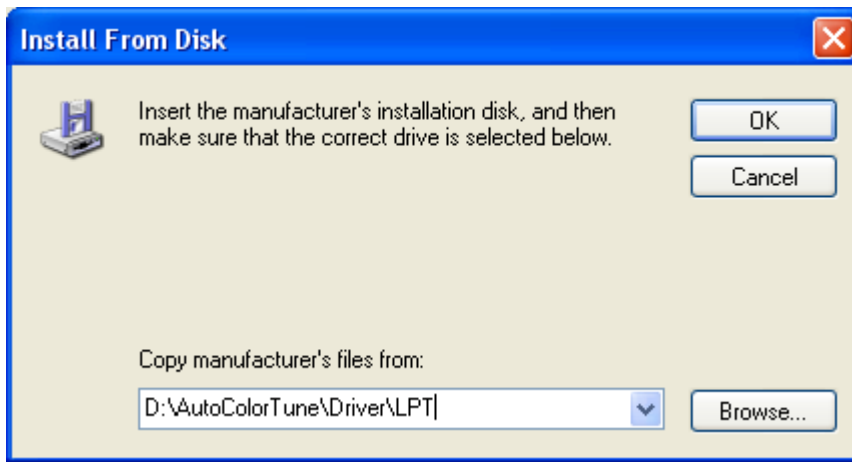 Install From Disk
Insert the manufacturer's installation disk, and then
make sure that the correct drive is selected below.
OK
Cancel
Copy manufacturer's files from:
D:\AutoColorTune\Driver\LPT
Browse...